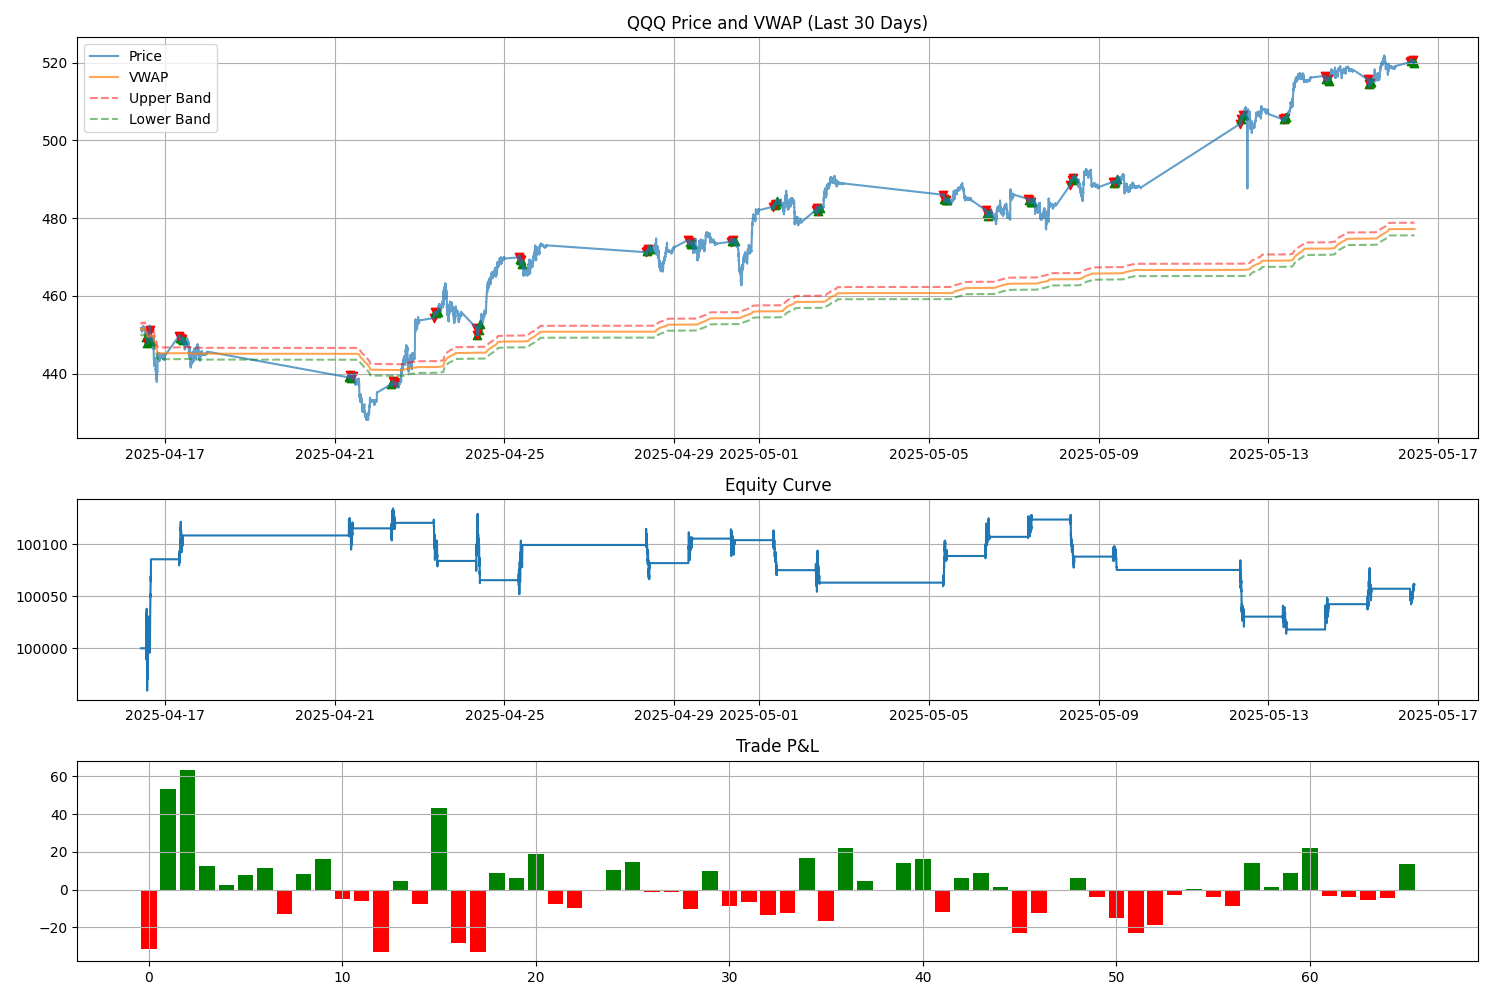 QQQ Price and VWAP (Last 30 Days)
Price
VWAP
Upper Band
Lower Band
520
500
480
460
440
2025-04-17 2025-04-21 2025-04-25 2025-04-29 2025-05-01 2025-05-05 2025-05-09 2025-05-13 2025-05-17
Equity Curve
100100
100050
100000
2025-04-17 2025-04-21 2025-04-25 2025-04-29 2025-05-01 2025-05-05 2025-05-09 2025-05-13 2025-05-17
Trade P&L
60
40
20
0
−20
0 10 20 30 40 50 60